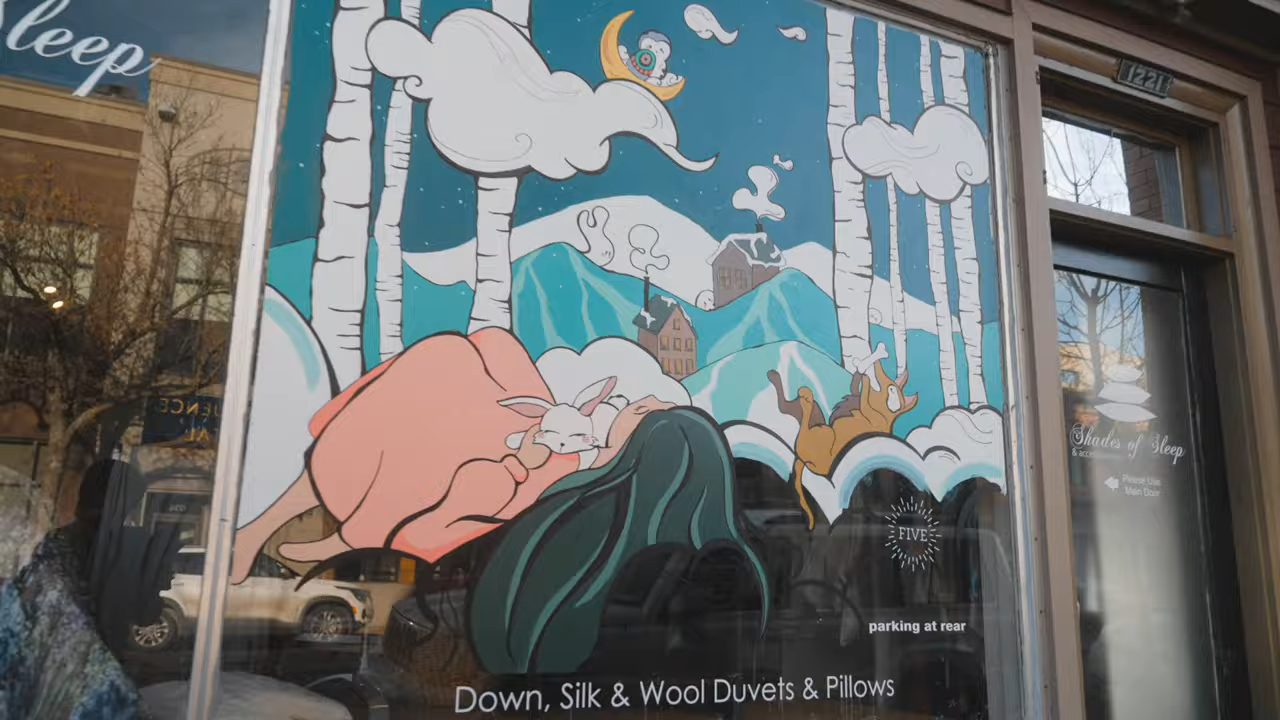 Sleep
1221
Shades of Sleep
Please Use
Main Door
FIVE
parking at rear
Down, Silk & Wool Duvets & Pillows